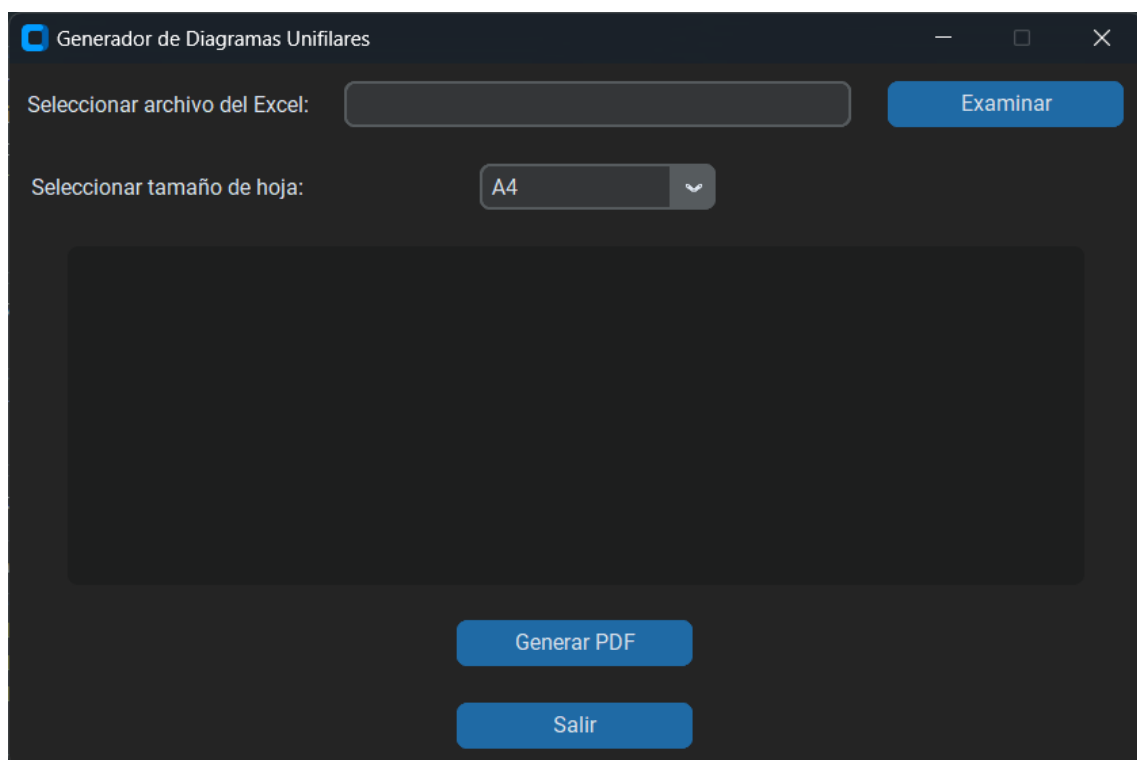 Generador de Diagramas Unifilares
Seleccionar archivo del Excel:
Examinar
Seleccionar tamaño de hoja:
A4
Generar PDF
Salir